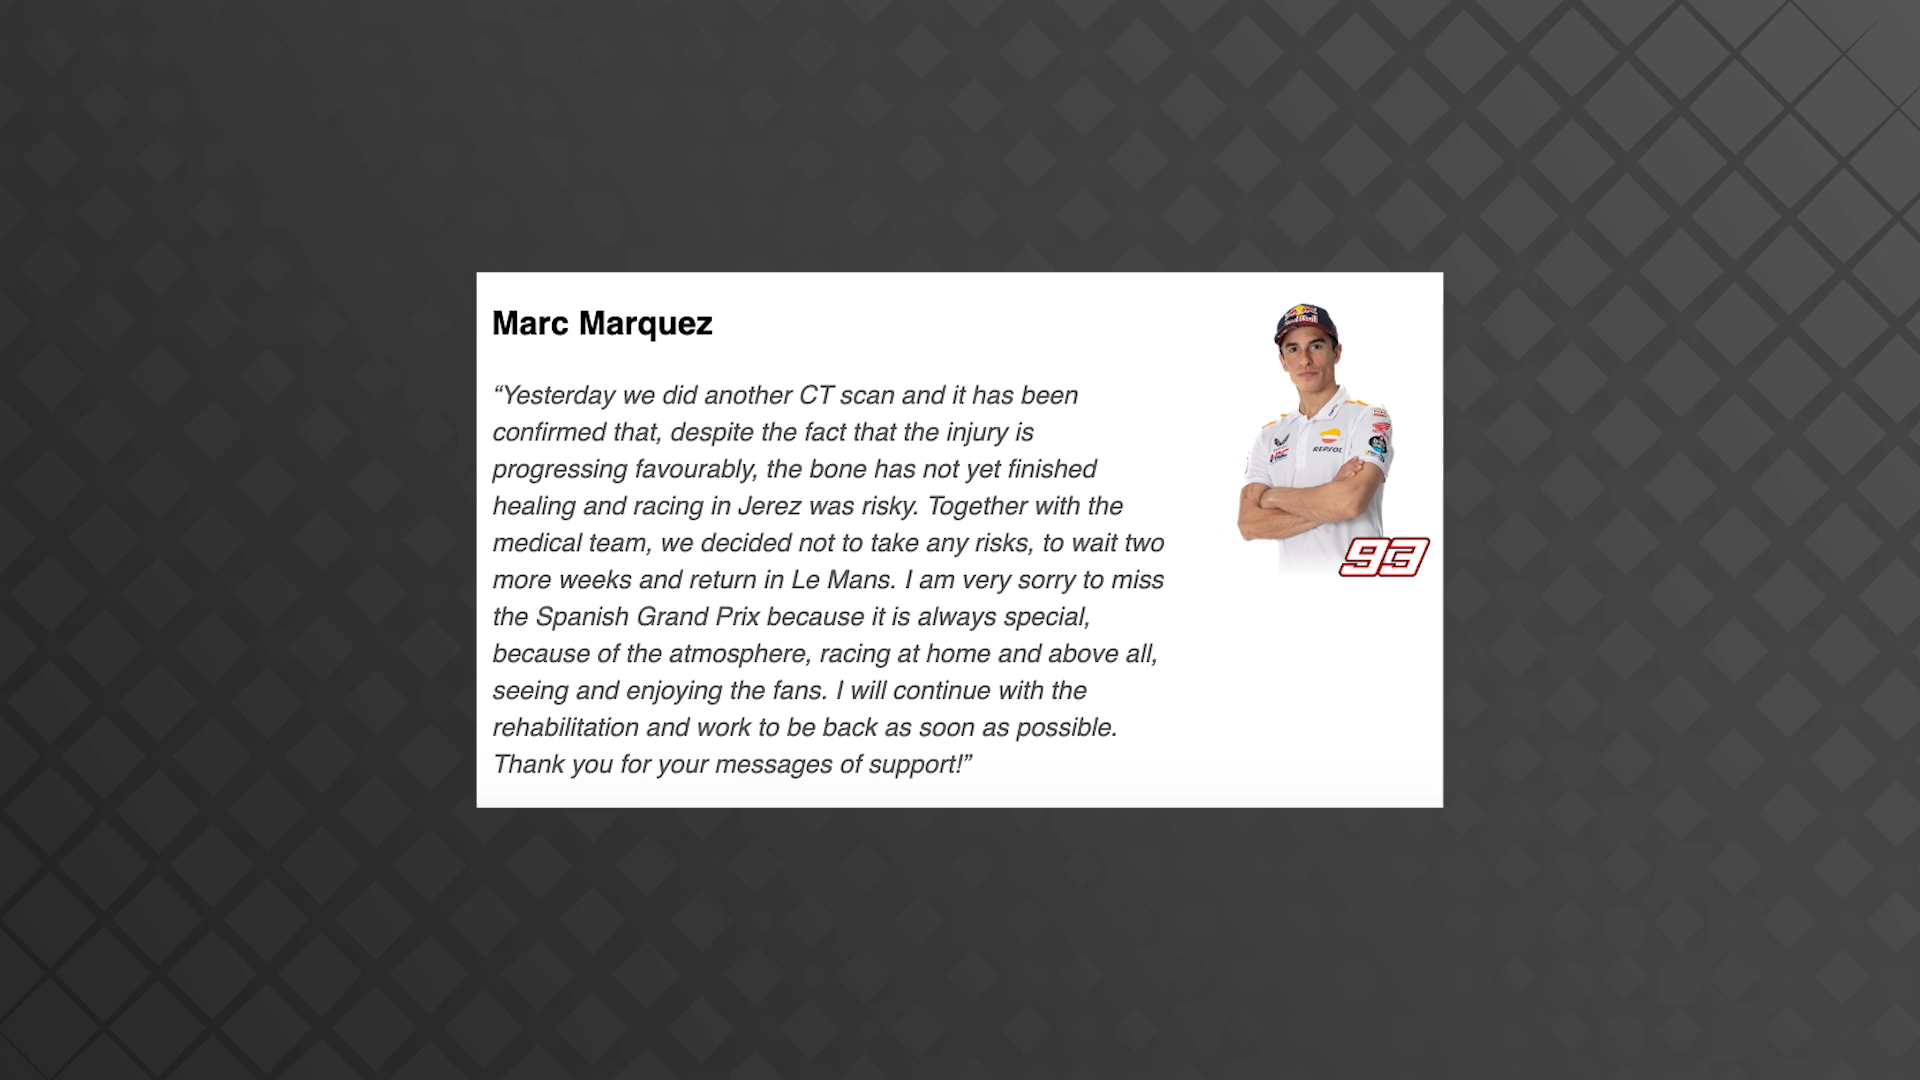 Marc Marquez
“Yesterday we did another CT scan and it has been
confirmed that, despite the fact that the injury is
progressing favourably, the bone has not yet finished
healing and racing in Jerez was risky. Together with the
medical team, we decided not to take any risks, to wait two
more weeks and return in Le Mans. I am very sorry to miss
the Spanish Grand Prix because it is always special,
because of the atmosphere, racing at home and above all,
seeing and enjoying the fans. I will continue with the
rehabilitation and work to be back as soon as possible.
Thank you for your messages of support!”
Red Bull
REPSOL
HRC
93